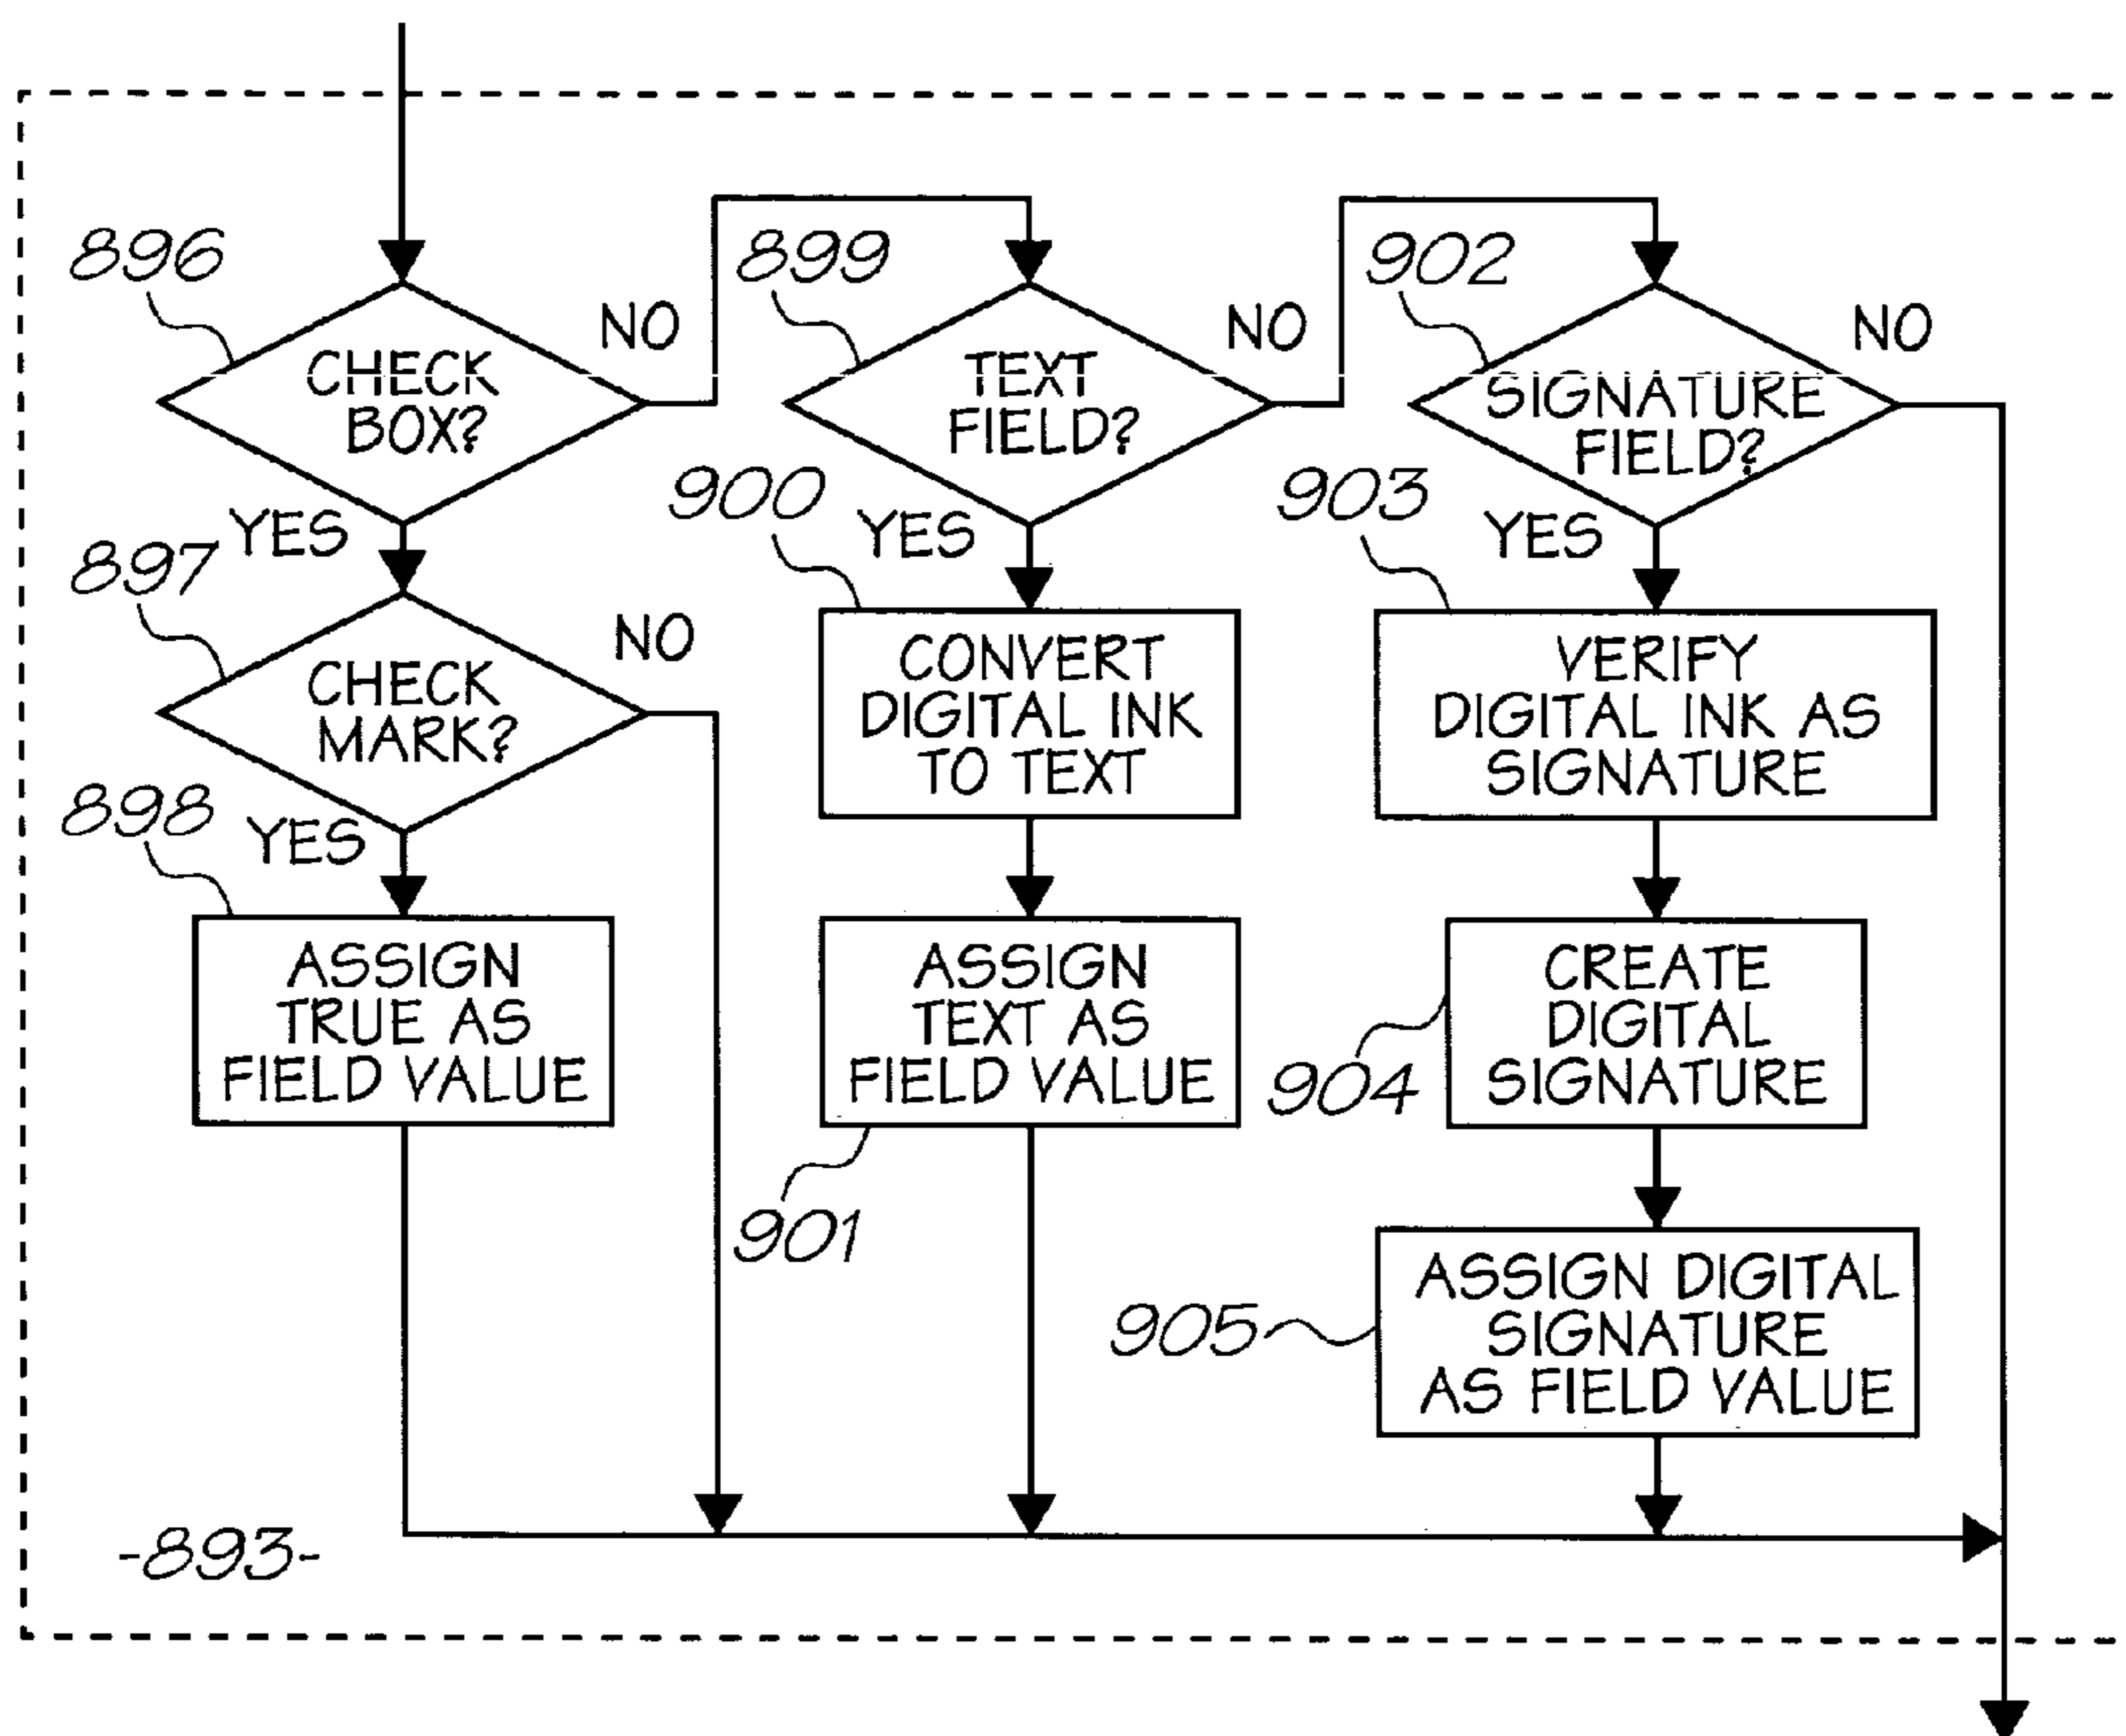 896
CHECK
BOX?
NO
YES
897
CHECK
MARK?
NO
YES
898
ASSIGN
TRUE AS
FIELD VALUE
899
TEXT
FIELD?
NO
YES
900
CONVERT
DIGITAL INK
TO TEXT
ASSIGN
TEXT AS
FIELD VALUE
901
902
SIGNATURE
FIELD?
NO
YES
903
VERIFY
DIGITAL INK AS
SIGNATURE
CREATE
DIGITAL
SIGNATURE
904
ASSIGN DIGITAL
SIGNATURE
AS FIELD VALUE
905
-893-